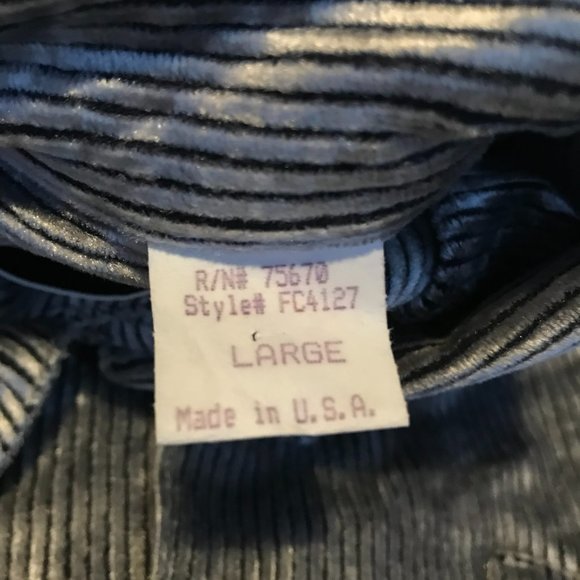 R/N# 75670
Style# FC4127
LARGE
Made in U.S.A.